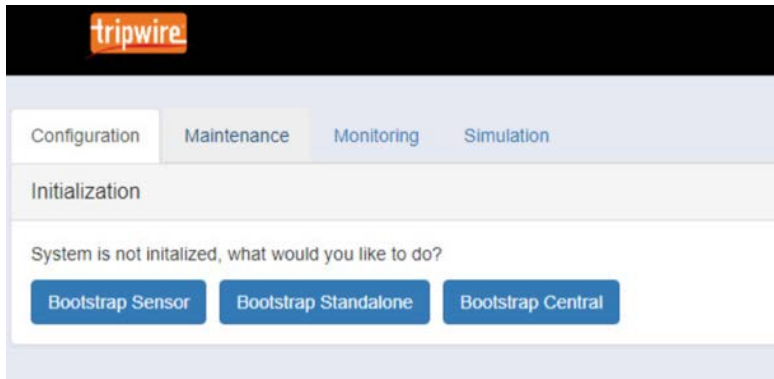 tripwire
Configuration Maintenance Monitoring Simulation
Initialization
System is not initalized, what would you like to do?
Bootstrap Sensor Bootstrap Standalone Bootstrap Central